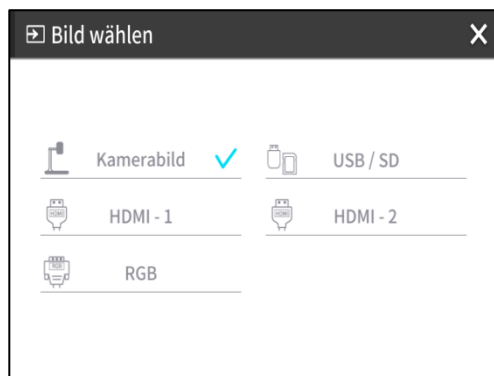 Bild wählen
Kamerabild
USB / SD
HDMI - 1
HDMI - 2
RGB